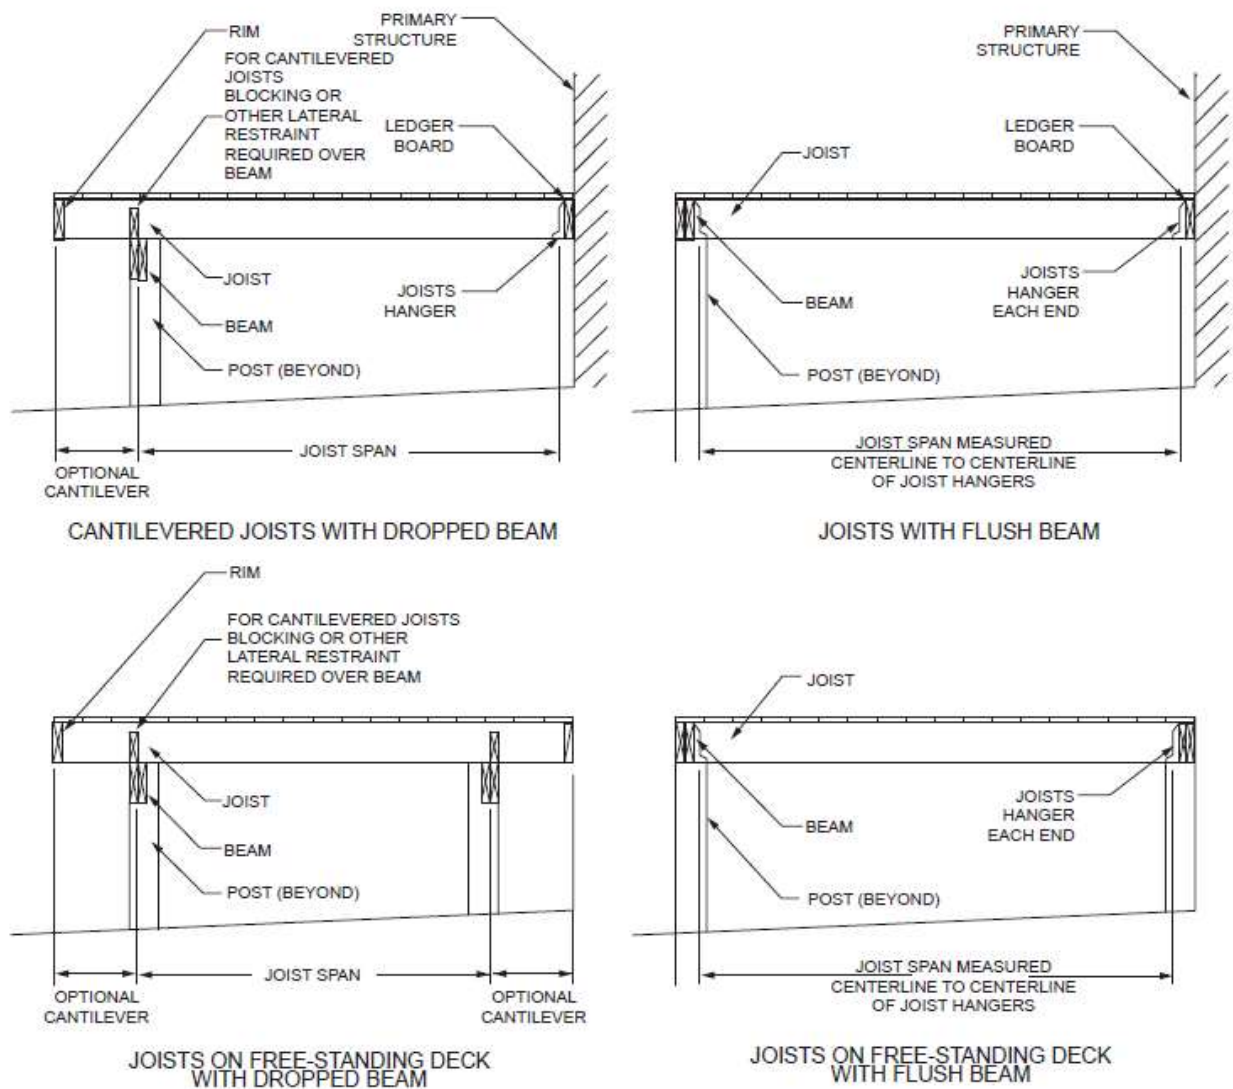 RIM
FOR CANTILEVERED
JOISTS
BLOCKING OR
OTHER LATERAL
RESTRAINT
REQUIRED OVER
BEAM
PRIMARY
STRUCTURE
LEDGER
BOARD
JOIST
BEAM
POST (BEYOND)
JOISTS
HANGER
JOIST SPAN
OPTIONAL
CANTILEVER
CANTILEVERED JOISTS WITH DROPPED BEAM
PRIMARY
STRUCTURE
JOIST
LEDGER
BOARD
BEAM
JOISTS
HANGER
EACH END
POST (BEYOND)
JOIST SPAN MEASURED
CENTERLINE TO CENTERLINE
OF JOIST HANGERS
JOISTS WITH FLUSH BEAM
RIM
FOR CANTILEVERED JOISTS
BLOCKING OR OTHER
LATERAL RESTRAINT
REQUIRED OVER BEAM
JOIST
BEAM
POST (BEYOND)
JOIST SPAN
OPTIONAL
CANTILEVER
OPTIONAL
CANTILEVER
JOISTS ON FREE-STANDING DECK
WITH DROPPED BEAM
JOIST
BEAM
JOISTS
HANGER
EACH END
POST (BEYOND)
JOIST SPAN MEASURED
CENTERLINE TO CENTERLINE
OF JOIST HANGERS
JOISTS ON FREE-STANDING DECK
WITH FLUSH BEAM